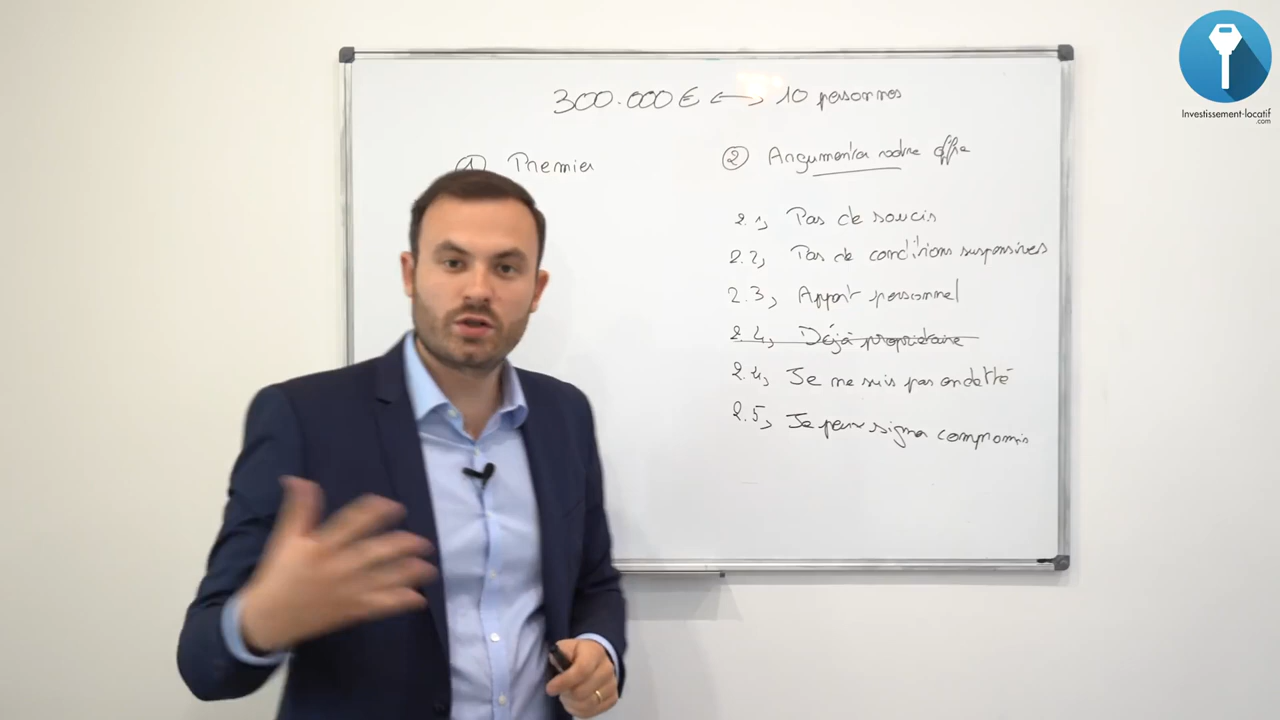 300.000€ <-> 10 personnes
① Premier
② Argumenter votre offre
2.1, Pas de soucis
2.2, Pas de conditions suspensives
2.3, Apport personnel
2.4, Déjà propriétaire
2.4, Je ne suis pas endetté
2.5, Je peux signer compromis
Investissement-locatif
.com